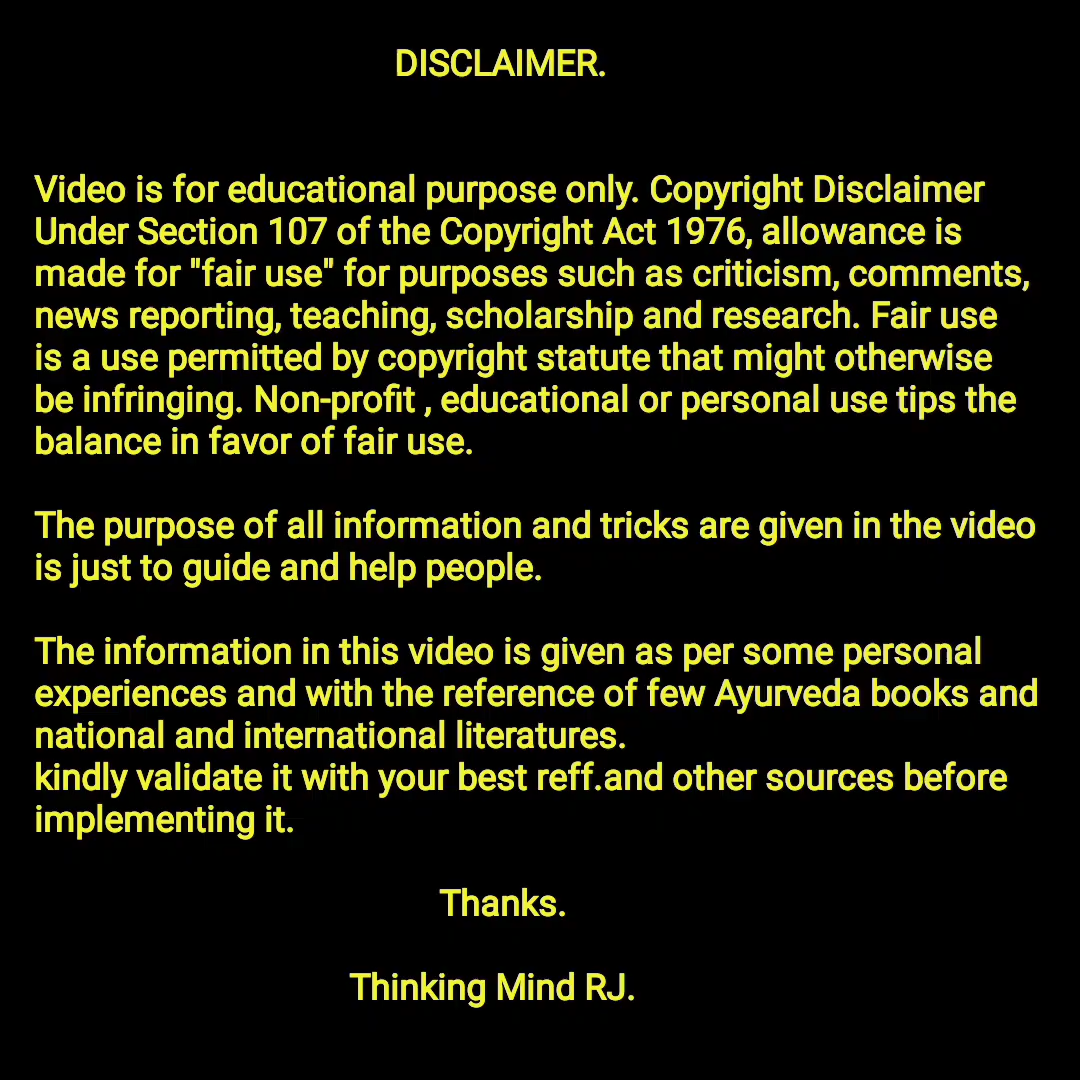 DISCLAIMER.
Video is for educational purpose only. Copyright Disclaimer
Under Section 107 of the Copyright Act 1976, allowance is
made for "fair use" for purposes such as criticism, comments,
news reporting, teaching, scholarship and research. Fair use
is a use permitted by copyright statute that might otherwise
be infringing. Non-profit , educational or personal use tips the
balance in favor of fair use.
The purpose of all information and tricks are given in the video
is just to guide and help people.
The information in this video is given as per some personal
experiences and with the reference of few Ayurveda books and
national and international literatures.
kindly validate it with your best reff.and other sources before
implementing it.
Thanks.
Thinking Mind RJ.